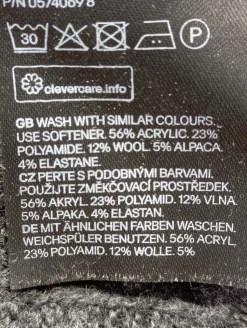 P/N 0574069 8
30
P
clevercare.info
GB WASH WITH SIMILAR COLOURS.
USE SOFTENER. 56% ACRYLIC. 23%
POLYAMIDE. 12% WOOL. 5% ALPACA.
4% ELASTANE.
CZ PERTE S PODOBNÝMI BARVAMI.
POUŽIJTE ZMĚKČOVACÍ PROSTŘEDEK.
56% AKRYL. 23% POLYAMID. 12% VLNA.
5% ALPAKA. 4% ELASTAN.
DE MIT ÄHNLICHEN FARBEN WASCHEN.
WEICHSPÜLER BENUTZEN. 56% ACRYL,
23% POLYAMID. 12% WOLLE. 5%